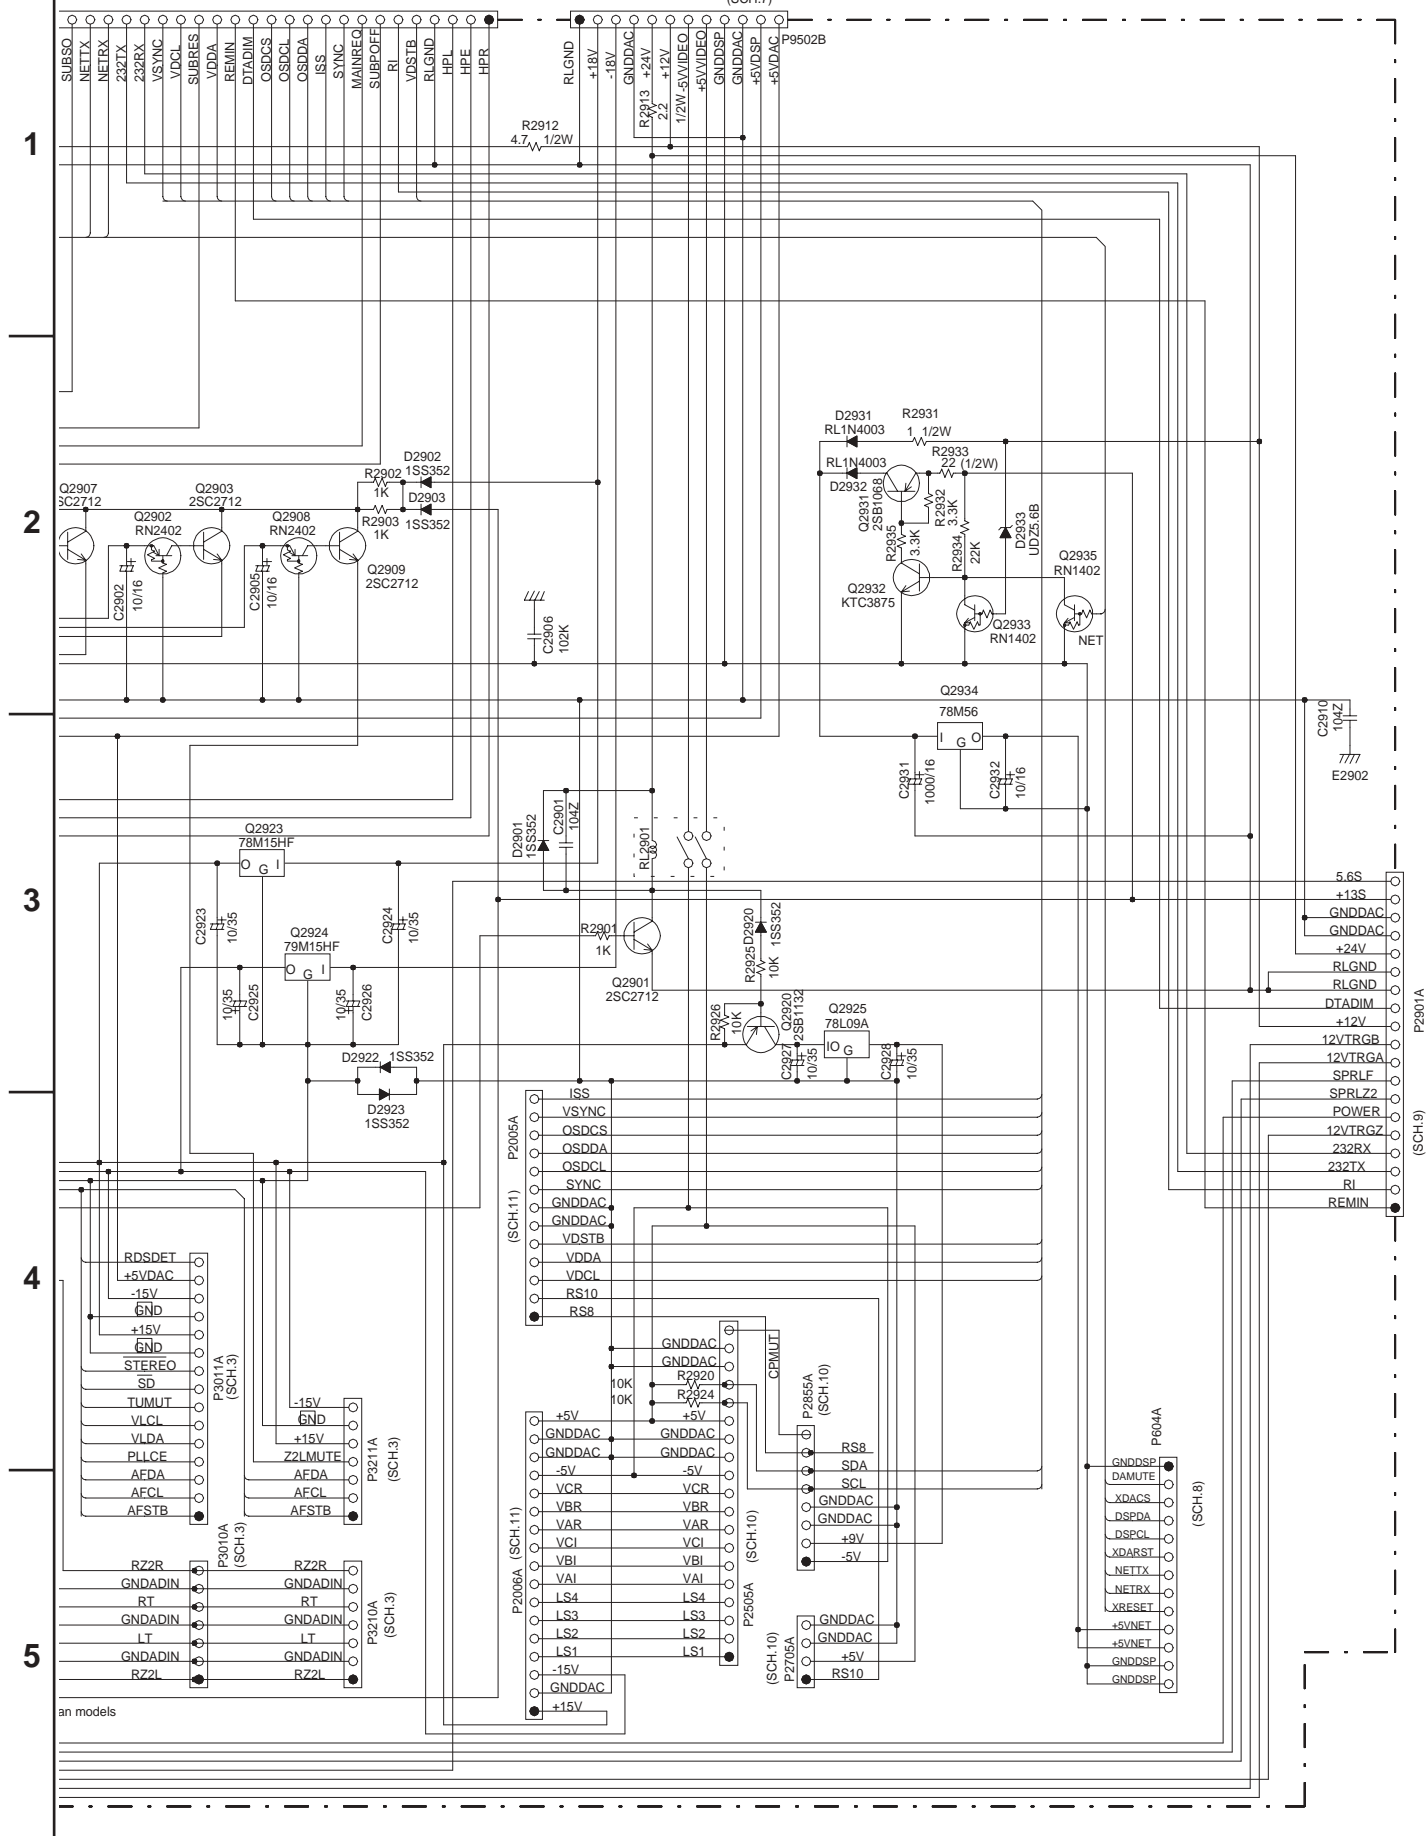 (SCH.7)
SUBSO
NETTX
NETRX
232TX
232RX
VSYNC
VDCL
SUBRES
VDDA
REMIN
DTADIM
OSDCS
OSDCL
OSDDA
ISS
SYNC
MAINREQ
SUBPOFF
RI
VDSTB
RLGND
HPL
HPE
HPR
RLGND
+18V
-18V
GNDDAC
+24V
+12V
-5VVIDEO
+5VVIDEO
GNDDSP
GNDDAC
+5VDSP
+5VDAC
P9502B
R2913
2.2
1/2W
R2912
4.7 1/2W
1
D2931
RL1N4003
R2931
1 1/2W
RL1N4003
D2932
R2933
22 (1/2W)
Q2931
2SB1068
R2932
3.3K
R2935
3.3K
R2934
22K
D2933
UDZ5.6B
Q2935
RN1402
NET
Q2932
KTC3875
Q2933
RN1402
D2902
1SS352
R2902
1K
D2903
1SS352
R2903
1K
Q2907
SC2712
Q2903
2SC2712
Q2902
RN2402
Q2908
RN2402
Q2909
2SC2712
2
C2902
10/16
C2905
10/16
C2906
102K
Q2934
78M56
I G O
C2931
1000/16
C2932
10/16
C2910
104Z
E2902
D2901
1SS352
C2901
104Z
RL2901
Q2923
78M15HF
O G I
3
C2923
10/35
C2924
10/35
Q2924
79M15HF
O G I
10/35
C2925
10/35
C2926
R2901
1K
Q2901
2SC2712
D2920
1SS352
R2925
10K
R2926
10K
Q2920
2SB1132
Q2925
78L09A
IO G
C2927
10/35
C2928
10/35
D2922 1SS352
D2923
1SS352
5.6S
+13S
GNDDAC
GNDDAC
+24V
RLGND
RLGND
DTADIM
+12V
12VTRGB
12VTRGA
SPRLF
SPRLZ2
POWER
12VTRGZ
232RX
232TX
RI
REMIN
P2901A
(SCH.9)
P2005A
(SCH.11)
ISS
VSYNC
OSDCS
OSDDA
OSDCL
SYNC
GNDDAC
GNDDAC
VDSTB
VDDA
VDCL
RS10
RS8
4
RDSDET
+5VDAC
-15V
GND
+15V
GND
STEREO
SD
TUMUT
VLCL
VLDA
PLLCE
AFDA
AFCL
AFSTB
P3011A
(SCH.3)
-15V
GND
+15V
Z2LMUTE
AFDA
AFCL
AFSTB
P3211A
(SCH.3)
GNDDAC
GNDDAC
10K R2920
10K R2924
CPMUT
P2855A
(SCH.10)
+5V +5V
GNDDAC GNDDAC
GNDDAC GNDDAC
-5V -5V
VCR VCR
VBR VBR
VAR VAR
VCI VCI
VBI VBI
VAI VAI
LS4 LS4
LS3 LS3
LS2 LS2
LS1 LS1
-15V
GNDDAC
+15V
P2006A (SCH.11)
P2505A
(SCH.10)
RS8
SDA
SCL
GNDDAC
GNDDAC
+9V
-5V
GNDDAC
GNDDAC
+5V
RS10
(SCH.10)
P2705A
P604A
(SCH.8)
GNDDSP
DAMUTE
XDACS
DSPDA
DSPCL
XDARST
NETTX
NETRX
XRESET
+5VNET
+5VNET
GNDDSP
GNDDSP
P3010A
(SCH.3)
RZ2R RZ2R
GNDADIN GNDADIN
RT RT
GNDADIN GNDADIN
LT LT
GNDADIN GNDADIN
RZ2L RZ2L
P3210A
(SCH.3)
5
an models